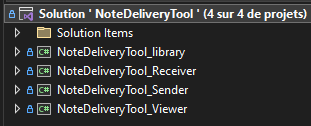 Solution ' NoteDeliveryTool ' (4 sur 4 de projets)
Solution Items
C# NoteDeliveryTool_library
C# NoteDeliveryTool_Receiver
C# NoteDeliveryTool_Sender
C# NoteDeliveryTool_Viewer